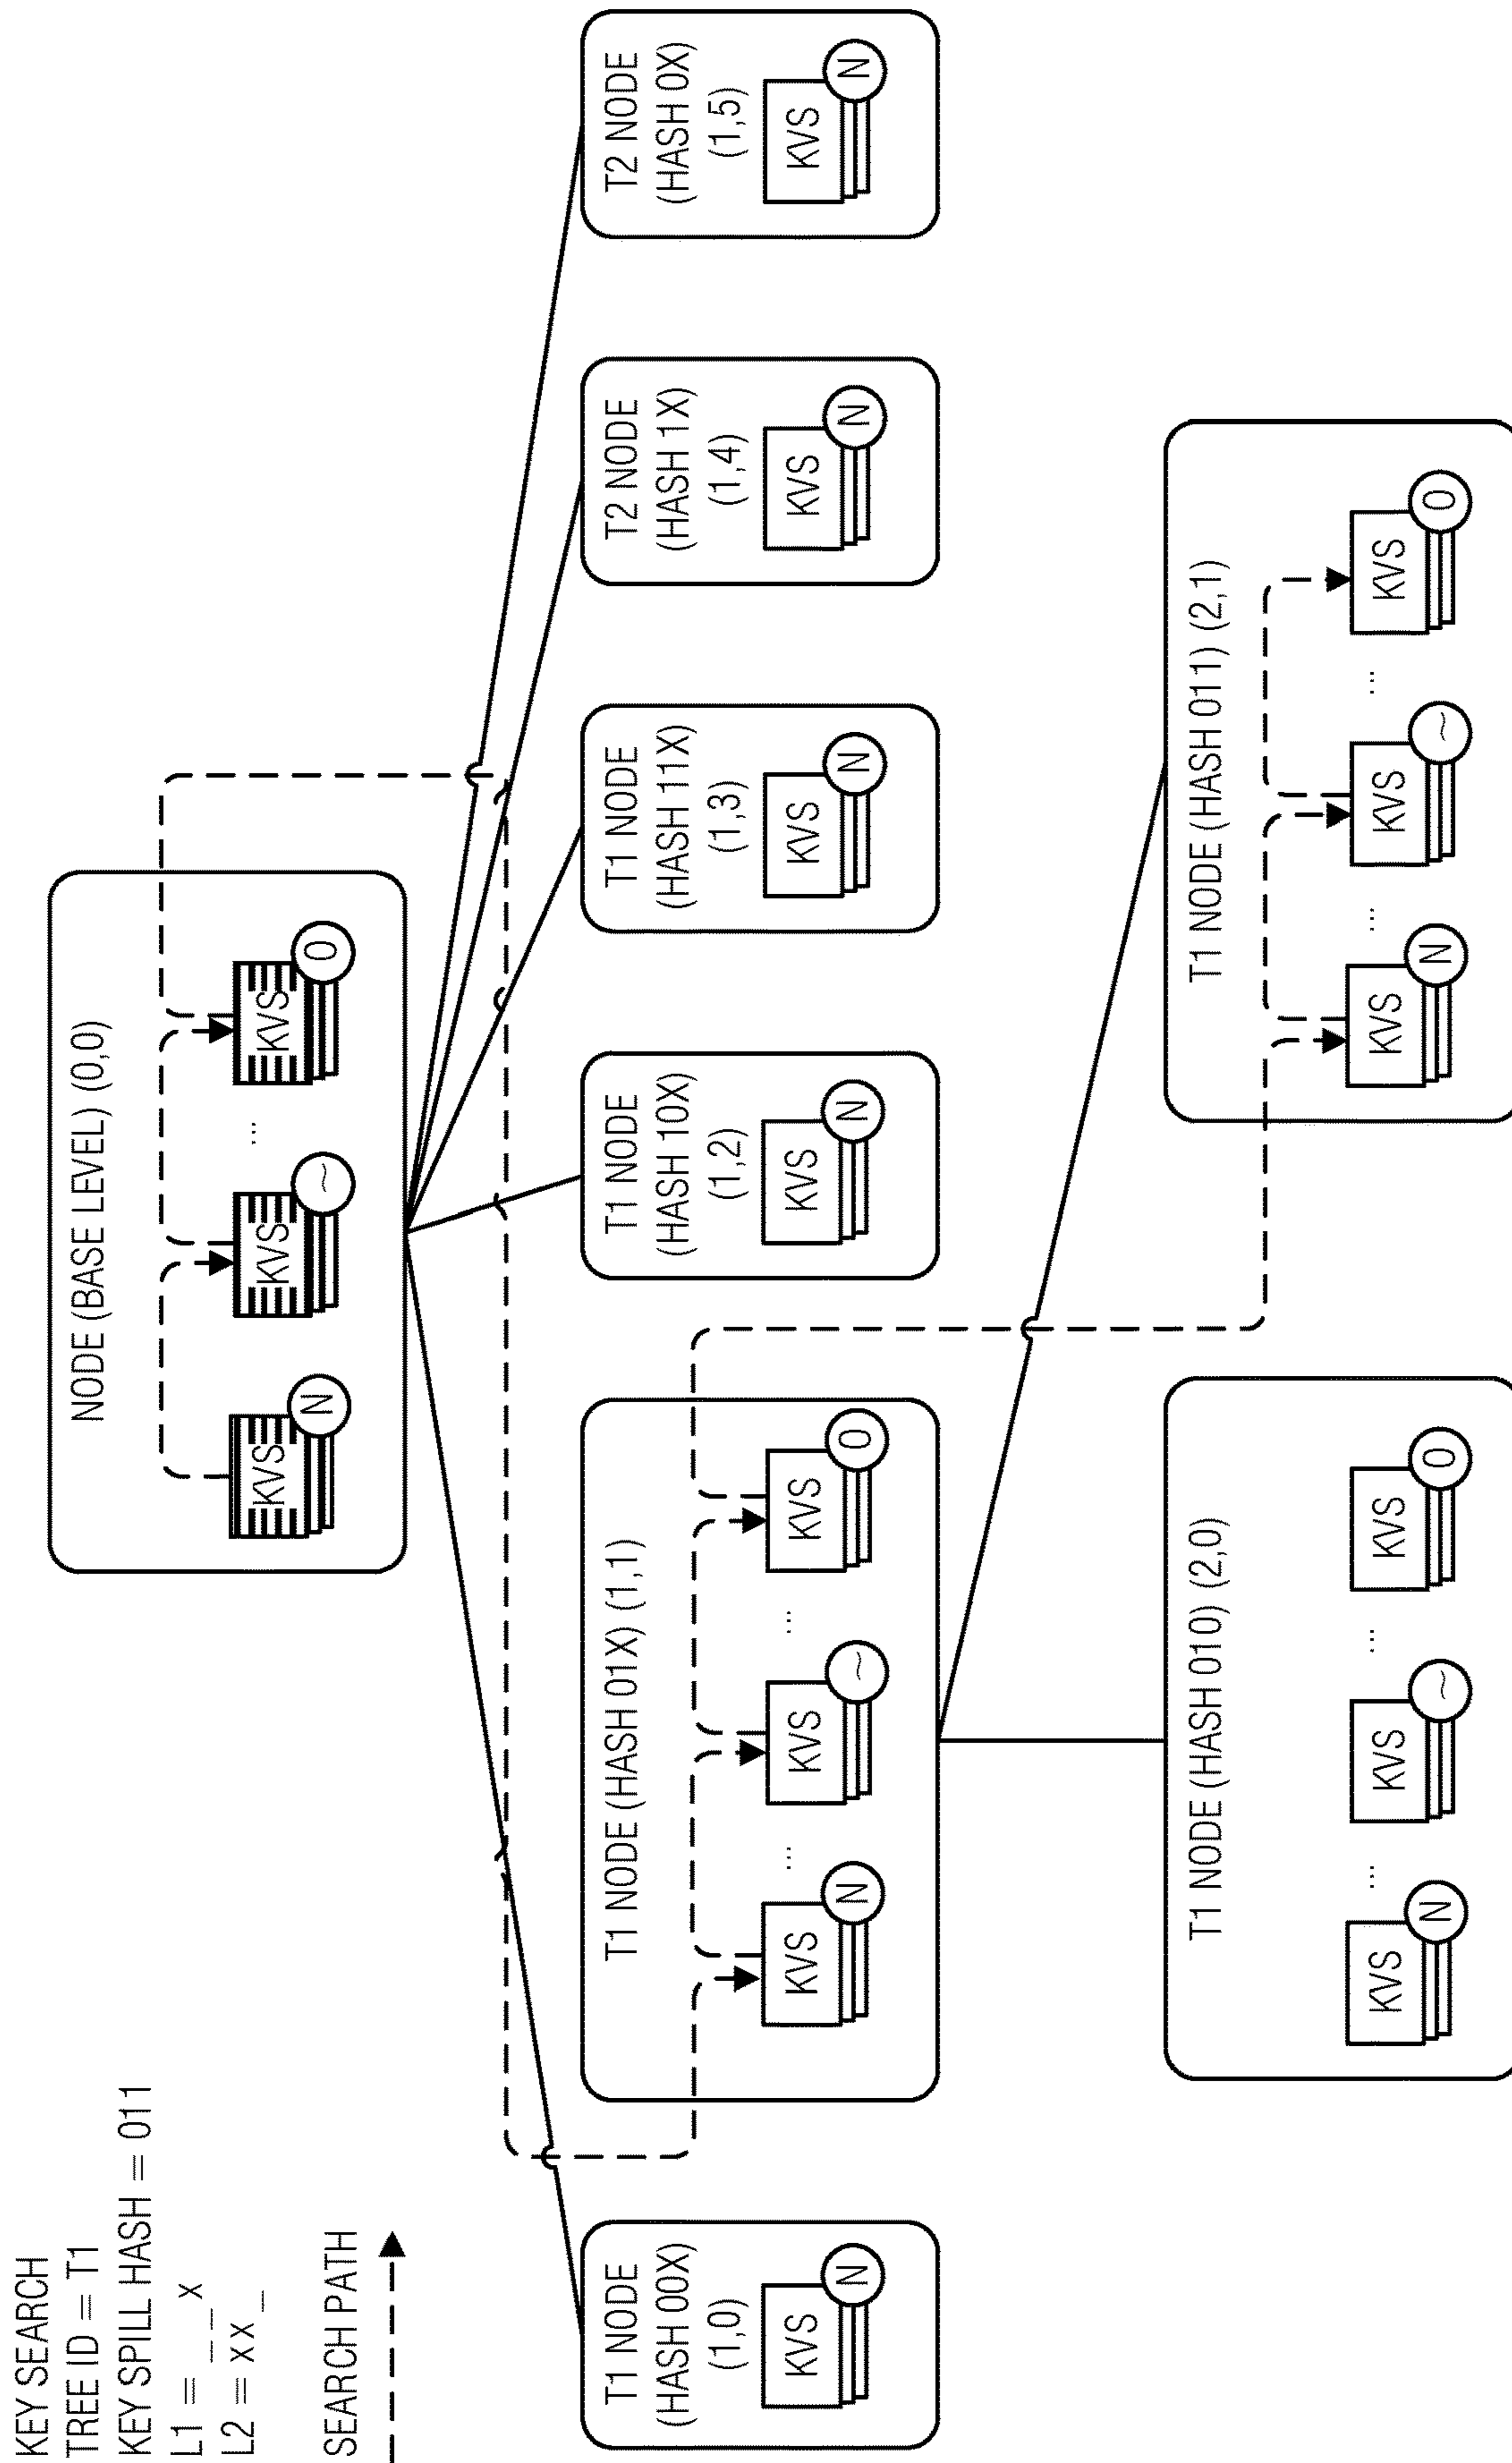 KEY SEARCH
TREE ID = T1
KEY SPILL HASH = 011
L1 = _ _ X
L2 = XX _
SEARCH PATH
NODE (BASE LEVEL) (0,0)
KVS N
KVS ~
...
KVS O
T1 NODE
(HASH 00X)
(1,0)
KVS N
T1 NODE (HASH 01X) (1,1)
KVS N
...
KVS ~
...
KVS O
T1 NODE
(HASH 10X)
(1,2)
KVS N
T1 NODE
(HASH 11X)
(1,3)
KVS N
T2 NODE
(HASH 1X)
(1,4)
KVS N
T2 NODE
(HASH 0X)
(1,5)
KVS N
T1 NODE (HASH 010) (2,0)
KVS N
...
KVS ~
...
KVS O
T1 NODE (HASH 011) (2,1)
KVS N
...
KVS ~
...
KVS O